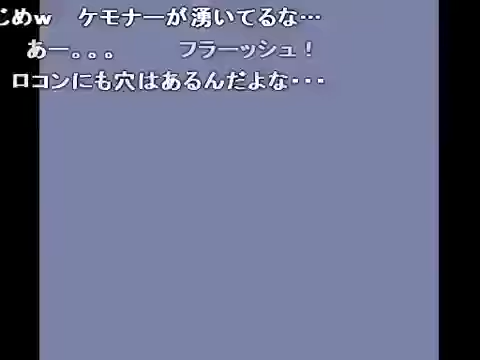 じめw ケモナーが湧いてるな…
あー。。。 フラーッシュ！
ロコンにも穴はあるんだよな・・・